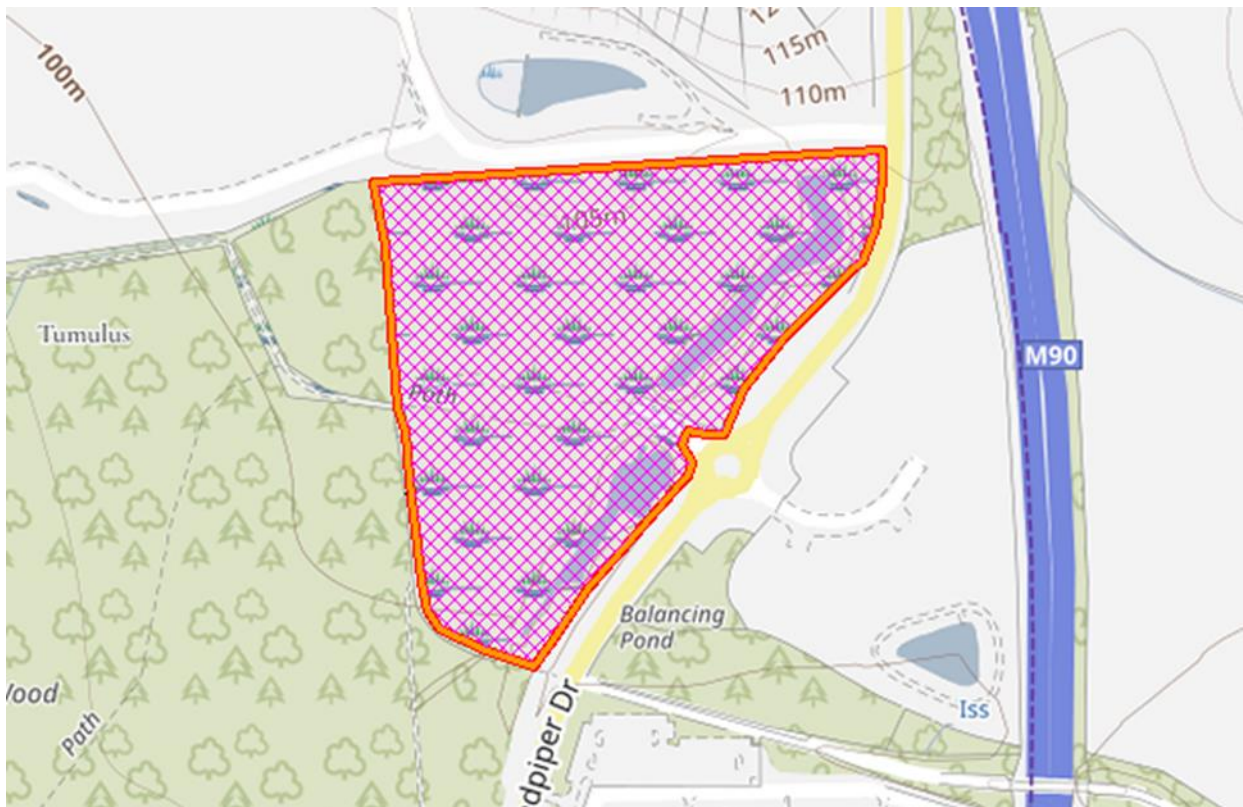 100m
115m
110m
105m
Tumulus
M90
Path
Balancing
Pond
Iss
Path
dpiper Dr